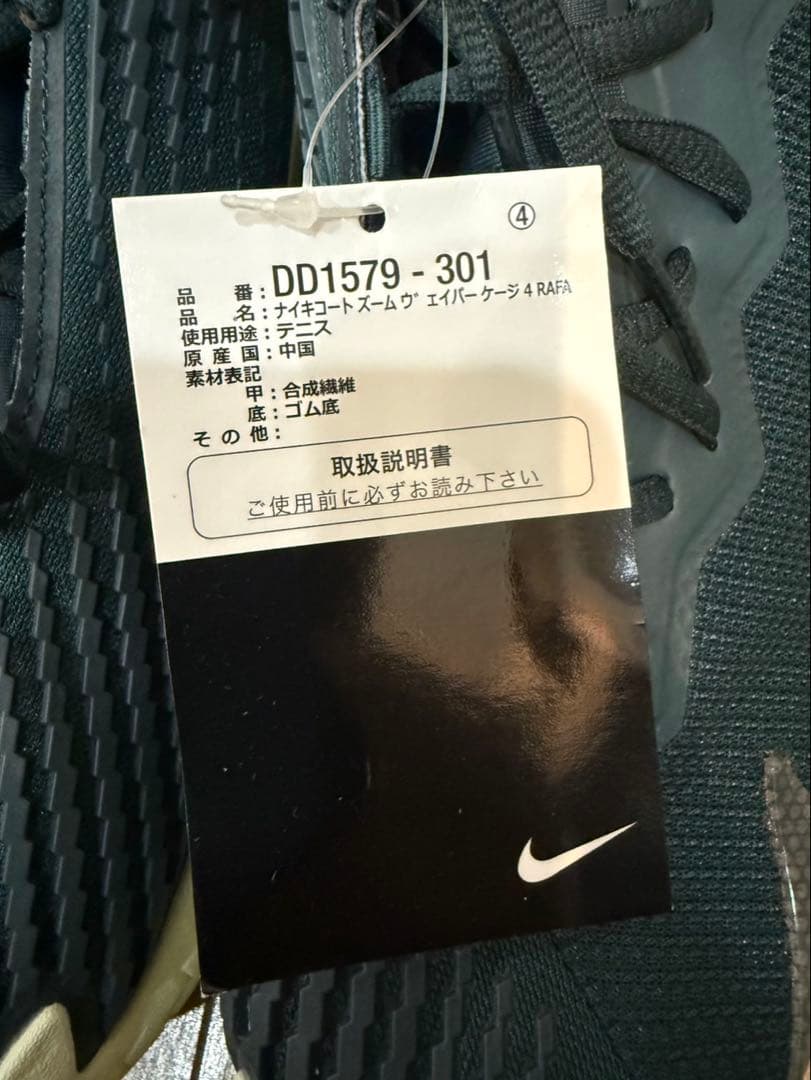 ④
品番：DD1579 - 301
品名：ナイキコート ズーム ヴェイパー ケージ 4 RAFA
使用用途：テニス
原産国：中国
素材表記
甲：合成繊維
底：ゴム底
その他：
取扱説明書
ご使用前に必ずお読み下さい